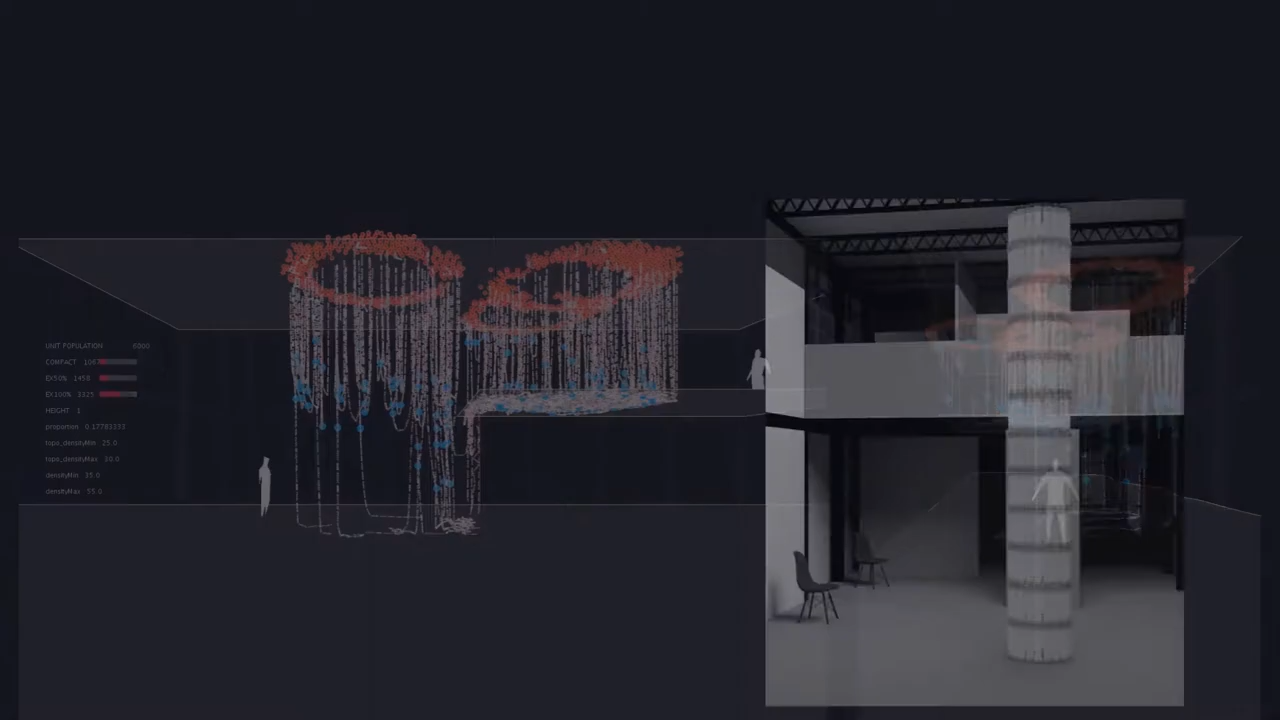 UNIT POPULATION 6000
COMPACT 106
EX50% 1458
EX100% 3325
HEIGHT 1
proportion 0.17783333
tops_densityMin 25.0
tops_densityMax 30.0
densityMin 35.0
densityMax 55.0